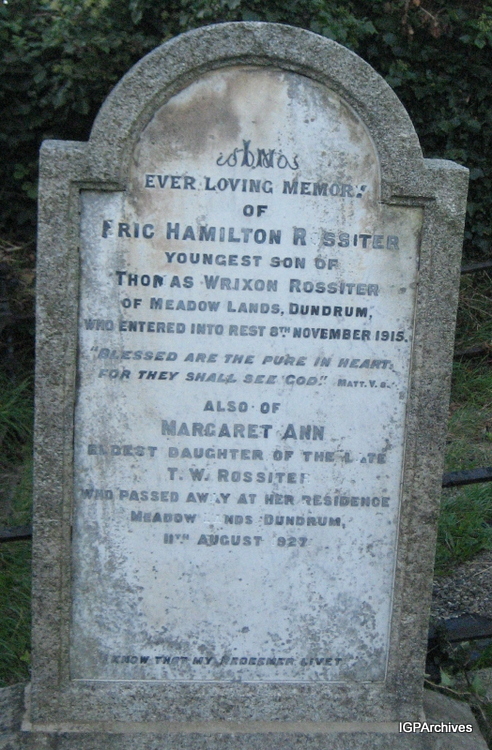 IN
EVER LOVING MEMORY
OF
ERIC HAMILTON ROSSITER
YOUNGEST SON OF
THOMAS WRIXON ROSSITER
OF MEADOW LANDS, DUNDRUM,
WHO ENTERED INTO REST 8TH NOVEMBER 1915.
"BLESSED ARE THE PURE IN HEART:
FOR THEY SHALL SEE GOD." MATT. V. 8.
ALSO OF
MARGARET ANN
ELDEST DAUGHTER OF THE LATE
T. W. ROSSITER
WHO PASSED AWAY AT HER RESIDENCE
MEADOW LANDS DUNDRUM,
11TH AUGUST 1927
I KNOW THAT MY REDEEMER LIVETH
IGPArchives